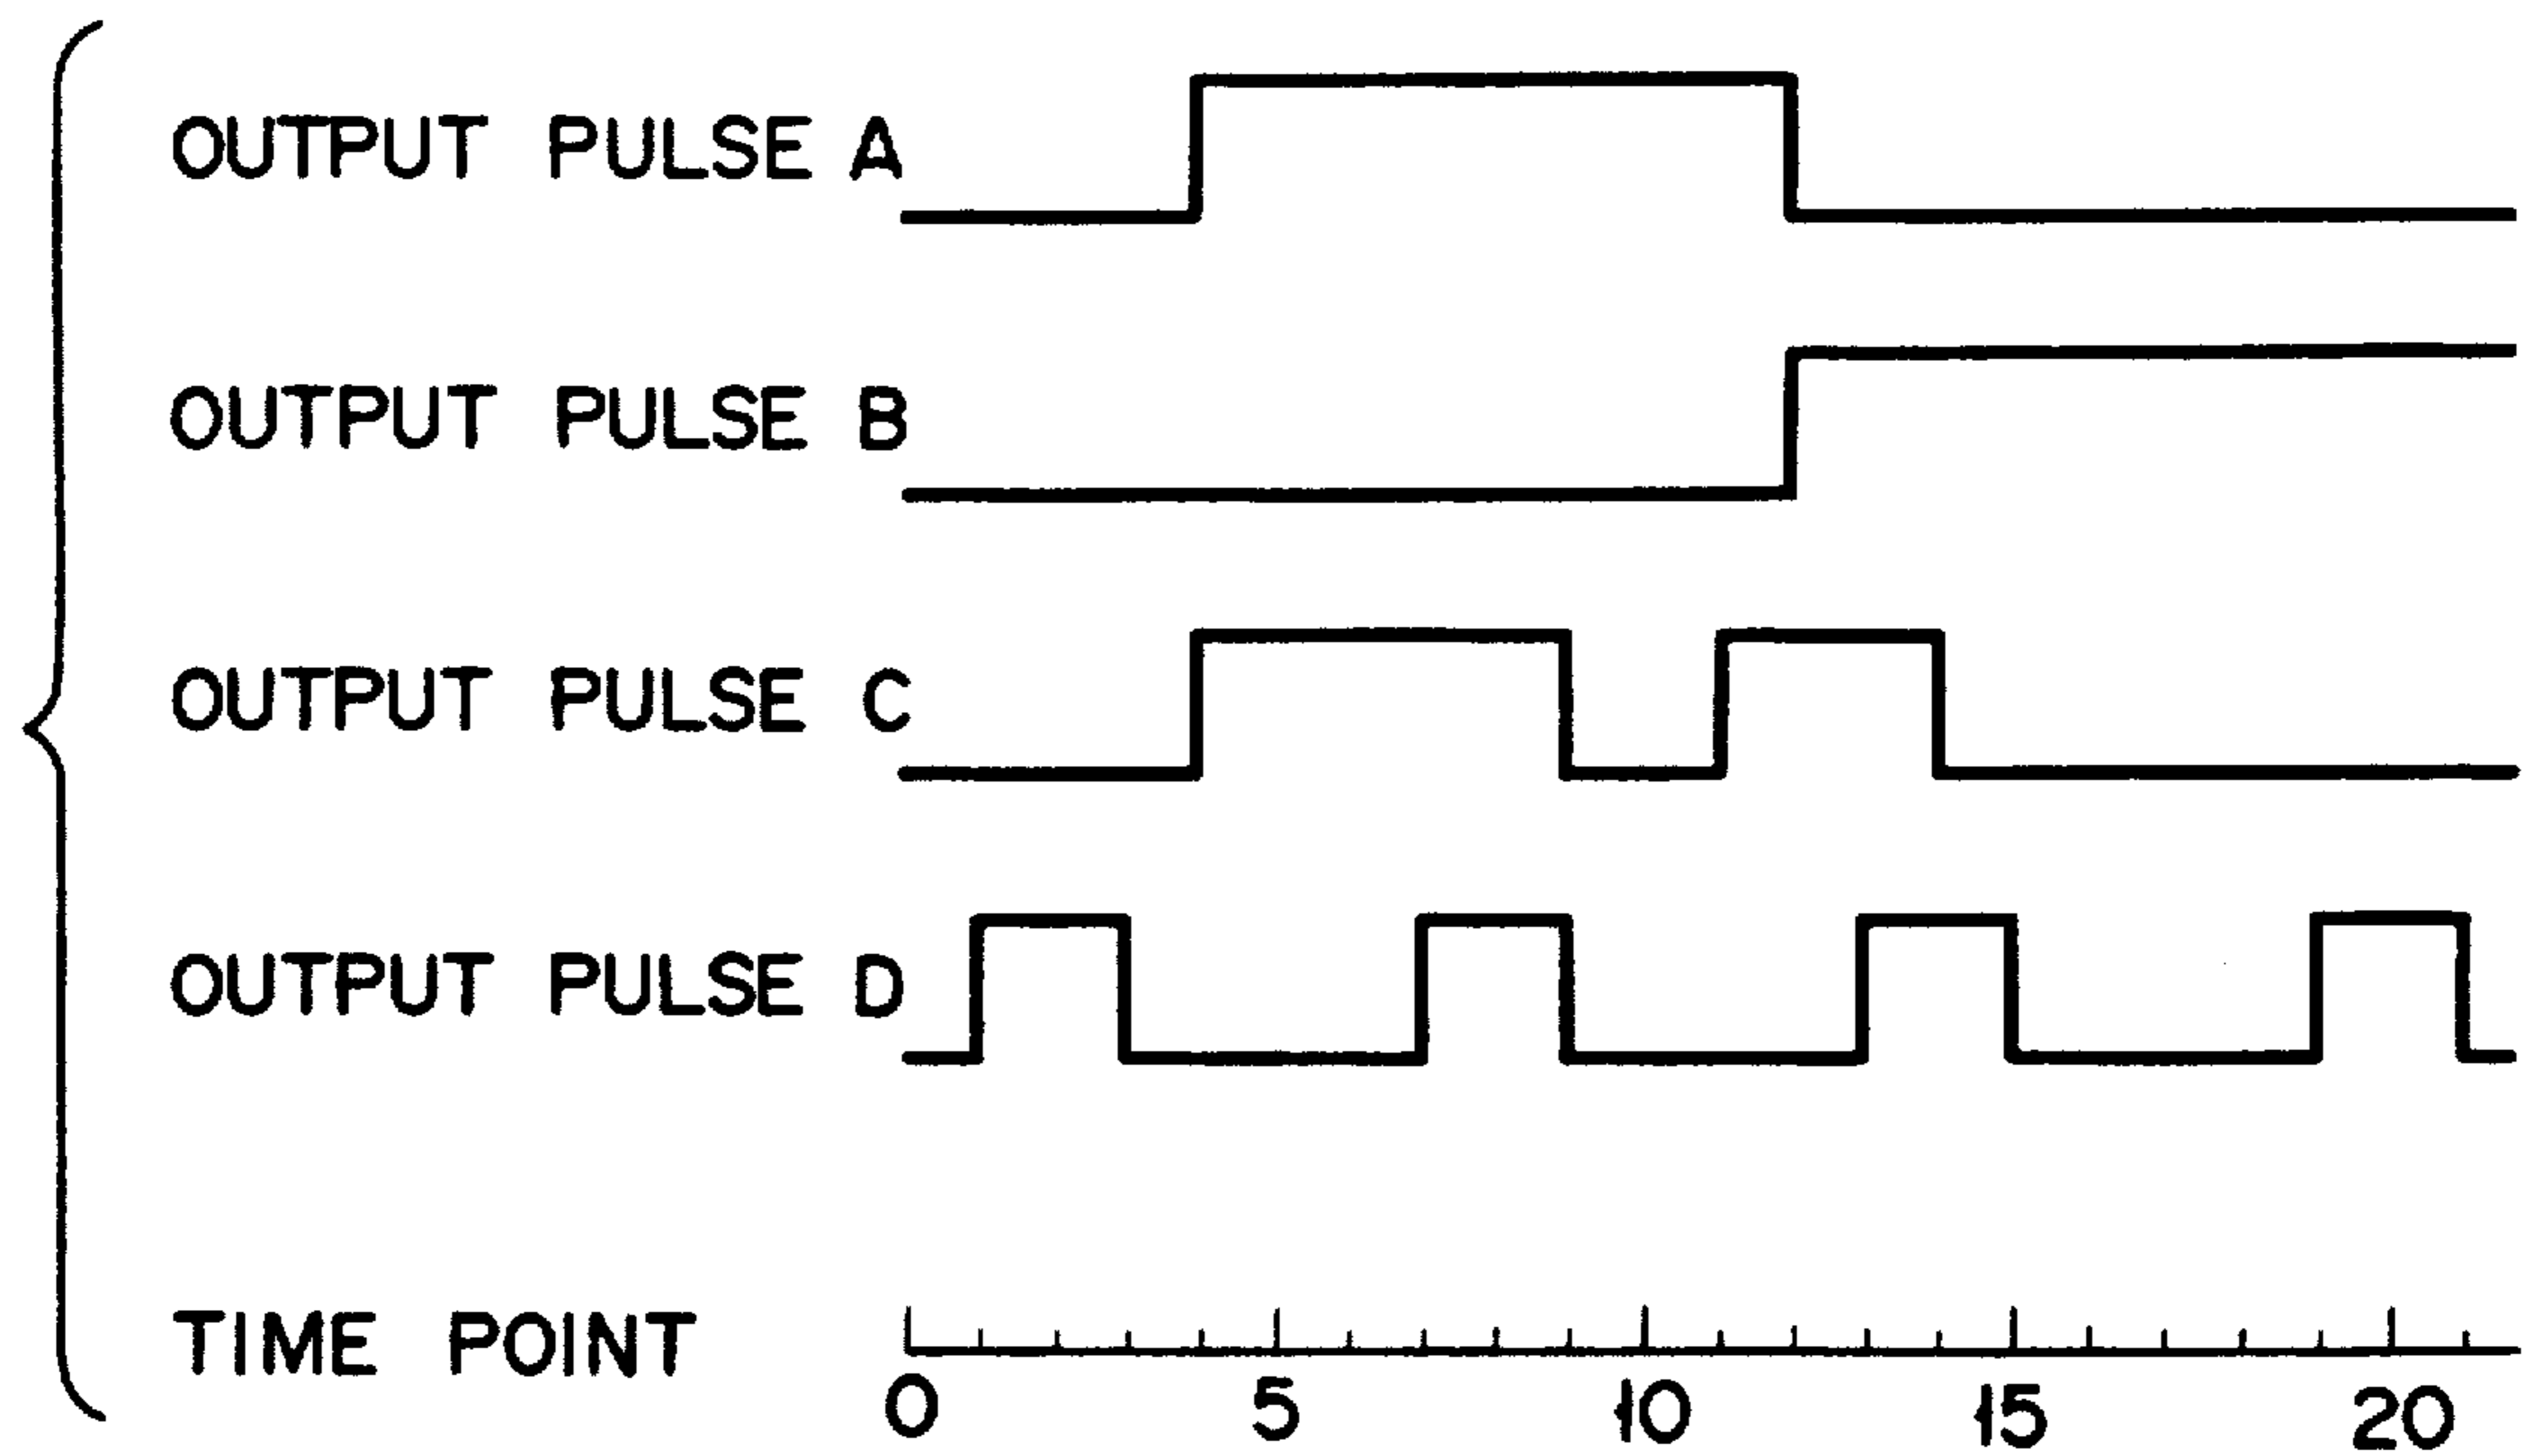 OUTPUT PULSE A
OUTPUT PULSE B
OUTPUT PULSE C
OUTPUT PULSE D
TIME POINT
0 5 10 15 20